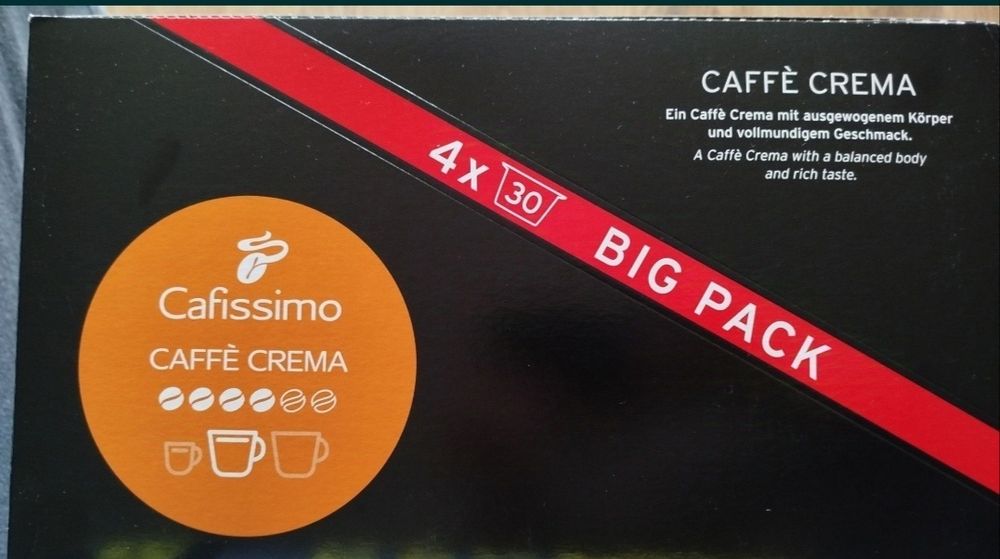 CAFFÈ CREMA
Ein Caffè Crema mit ausgewogenem Körper
und vollmundigem Geschmack.
A Caffè Crema with a balanced body
and rich taste.
4x 30 BIG PACK
Cafissimo
CAFFÈ CREMA